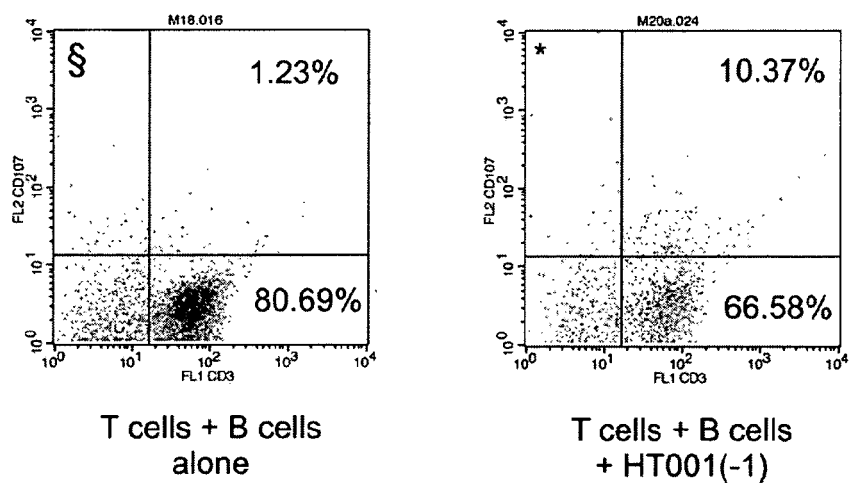 M18.016
§
1.23%
80.69%
FL2 CD107
10⁰ 10¹ 10² 10³ 10⁴
10⁰ 10¹ 10² 10³ 10⁴
FL1 CD3
T cells + B cells
alone
M20a.024
*
10.37%
66.58%
FL2 CD107
10⁰ 10¹ 10² 10³ 10⁴
10⁰ 10¹ 10² 10³ 10⁴
FL1 CD3
T cells + B cells
+ HT001(-1)